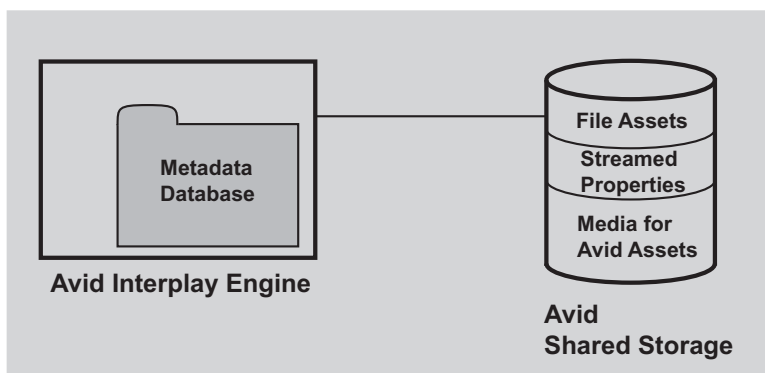 Metadata
Database
Avid Interplay Engine
File Assets
Streamed
Properties
Media for
Avid Assets
Avid
Shared Storage